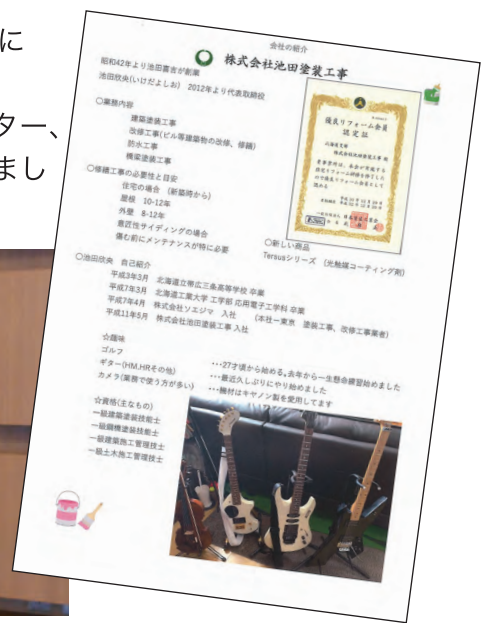 に
ター、
まし
会社の紹介
株式会社池田塗装工事
昭和42年より池田嘉吉が創業
池田欣央(いけだよしお) 2012年より代表取締役
○業務内容
建築塗装工事
改修工事(ビル等建築物の改修、修繕)
防水工事
橋梁塗装工事
○修繕工事の必要性と目安
住宅の場合 (新築時から)
屋根 10-12年
外壁 8-12年
意匠性サイディングの場合
傷む前にメンテナンスが特に必要
優良リフォーム会員
認定証
○新しい商品
Tersusシリーズ (光触媒コーティング剤)
○池田欣央 自己紹介
平成3年3月 北海道立帯広三条高等学校 卒業
平成7年3月 北海道工業大学 工学部 応用電子工学科 卒業
平成7年4月 株式会社ソエジマ 入社 (本社ー東京 塗装工事、改修工事業者)
平成11年5月 株式会社池田塗装工事 入社
☆趣味
ゴルフ ・・・27才頃から始める。去年から一生懸命練習始めました
ギター(HM,HRその他) ・・・最近久しぶりにやり始めました
カメラ(業務で使う方が多い) ・・・機材はキヤノン製を愛用してます
☆資格(主なもの)
一級建築塗装技能士
一級鋼橋塗装技能士
一級建築施工管理技士
一級土木施工管理技士